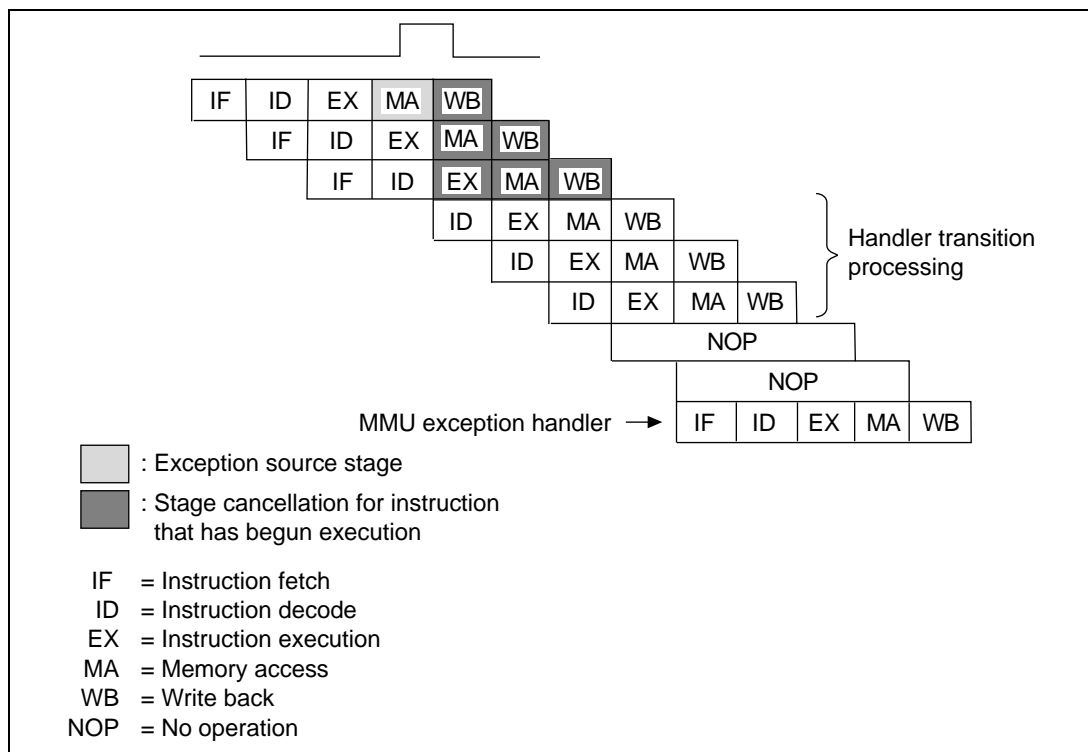 IF ID EX MA WB
IF ID EX MA WB
IF ID EX MA WB
ID EX MA WB
ID EX MA WB
ID EX MA WB
Handler transition
processing
NOP
NOP
MMU exception handler IF ID EX MA WB
: Exception source stage
: Stage cancellation for instruction
that has begun execution
IF = Instruction fetch
ID = Instruction decode
EX = Instruction execution
MA = Memory access
WB = Write back
NOP = No operation